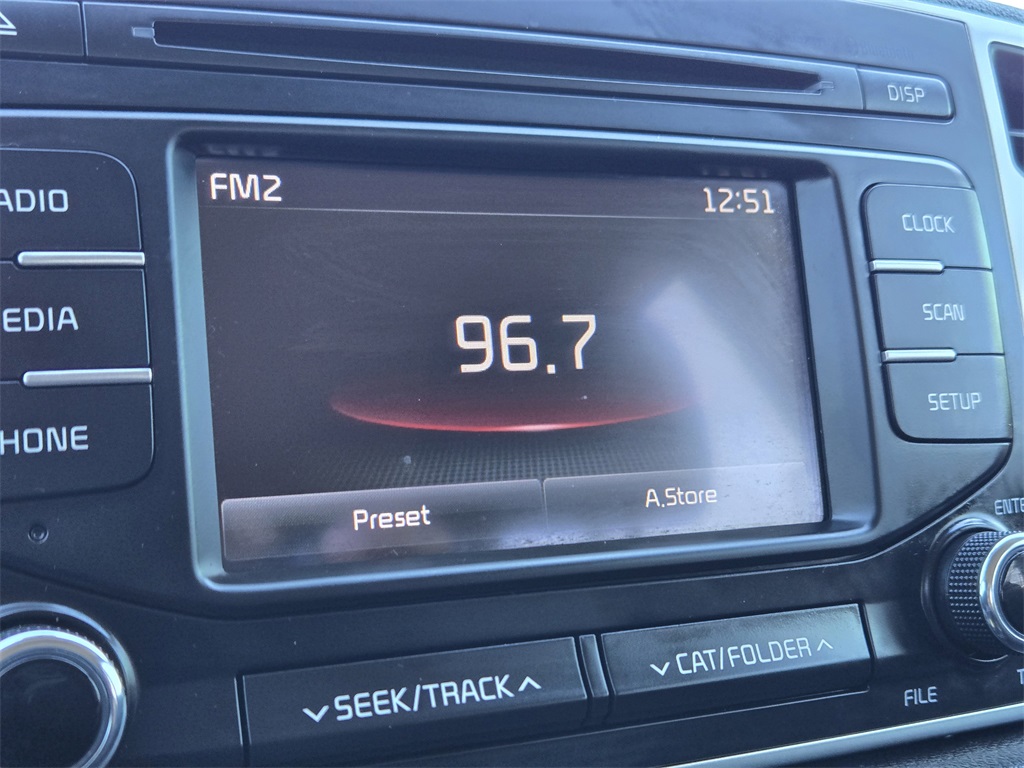 DISP
FM2 12:51
ADIO
CLOCK
SCAN
EDIA
96.7
SETUP
HONE
Preset A.Store
ENTE
SEEK/TRACK
CAT/FOLDER
FILE
T